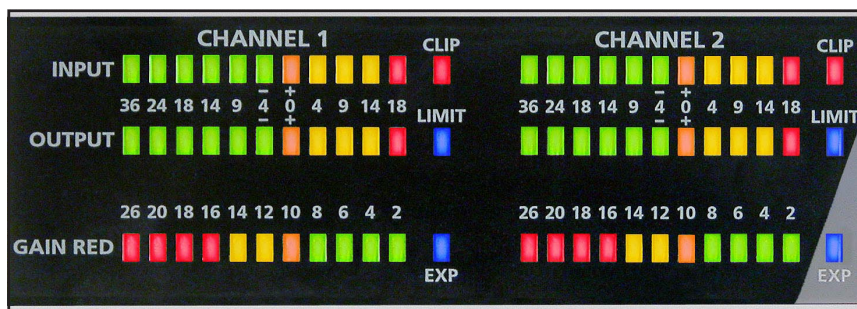 CHANNEL 1
CHANNEL 2
INPUT
CLIP
CLIP
– +
– +
36 24 18 14 9 4 0 4 9 14 18
36 24 18 14 9 4 0 4 9 14 18
– +
– +
LIMIT
LIMIT
OUTPUT
26 20 18 16 14 12 10 8 6 4 2
26 20 18 16 14 12 10 8 6 4 2
GAIN RED
EXP
EXP